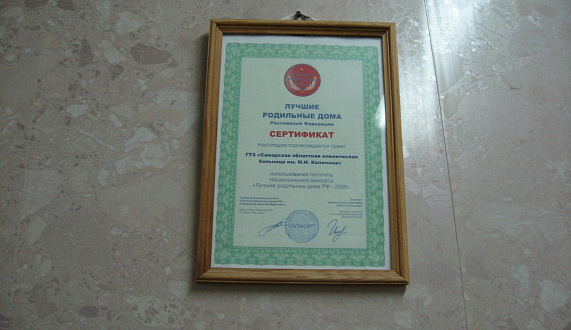 ЛУЧШИЕ
РОДИЛЬНЫЕ ДОМА
Российской Федерации
СЕРТИФИКАТ
настоящим подтверждается право
ГУЗ «Самарская областная клиническая
больница им. М.И. Калинина»
использования логотипа
Национального конкурса
«Лучшие родильные дома РФ - 2009»